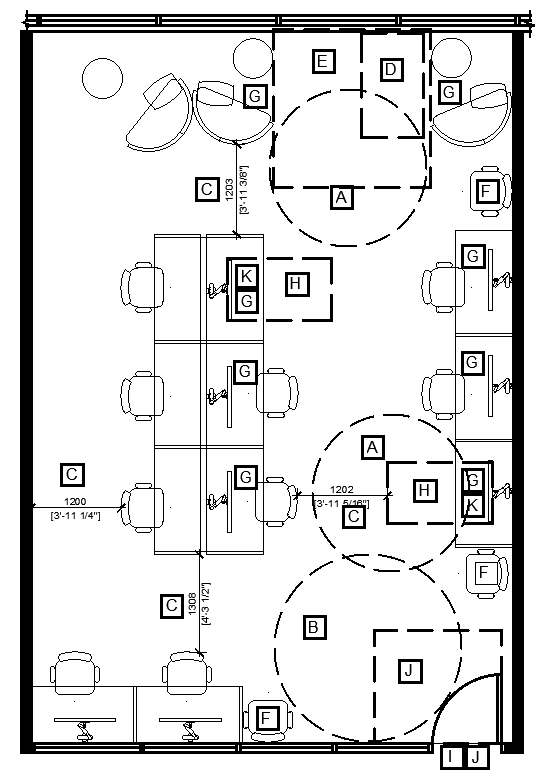 E
D
G
G
C
1203
[3'-11 3/8"]
A
F
G
K
G
H
G
G
A
C
G
H
G
K
1200
[3'-11 1/4"]
1202
[3'-11 5/16"]
C
F
C
1308
[4'-3 1/2"]
B
J
F
I J